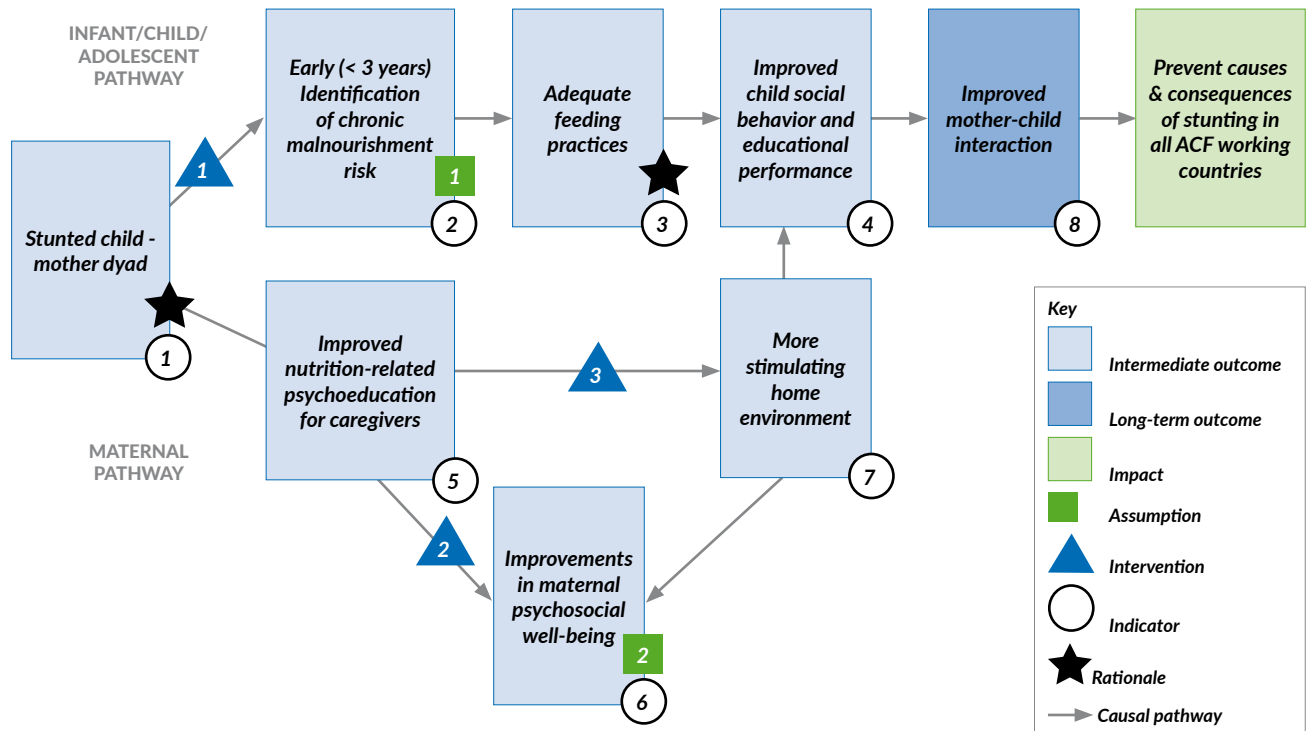 INFANT/CHILD/
ADOLESCENT
PATHWAY
Early (< 3 years)
Identification
of chronic
malnourishment
risk
1
2
Adequate
feeding
practices
3
Improved
child social
behavior and
educational
performance
4
Improved
mother-child
interaction
8
Prevent causes
& consequences
of stunting in
all ACF working
countries
1
Stunted child -
mother dyad
1
Improved
nutrition-related
psychoeducation
for caregivers
5
3
More
stimulating
home
environment
7
MATERNAL
PATHWAY
2
Improvements
in maternal
psychosocial
well-being
2
6
Key
Intermediate outcome
Long-term outcome
Impact
Assumption
Intervention
Indicator
Rationale
Causal pathway